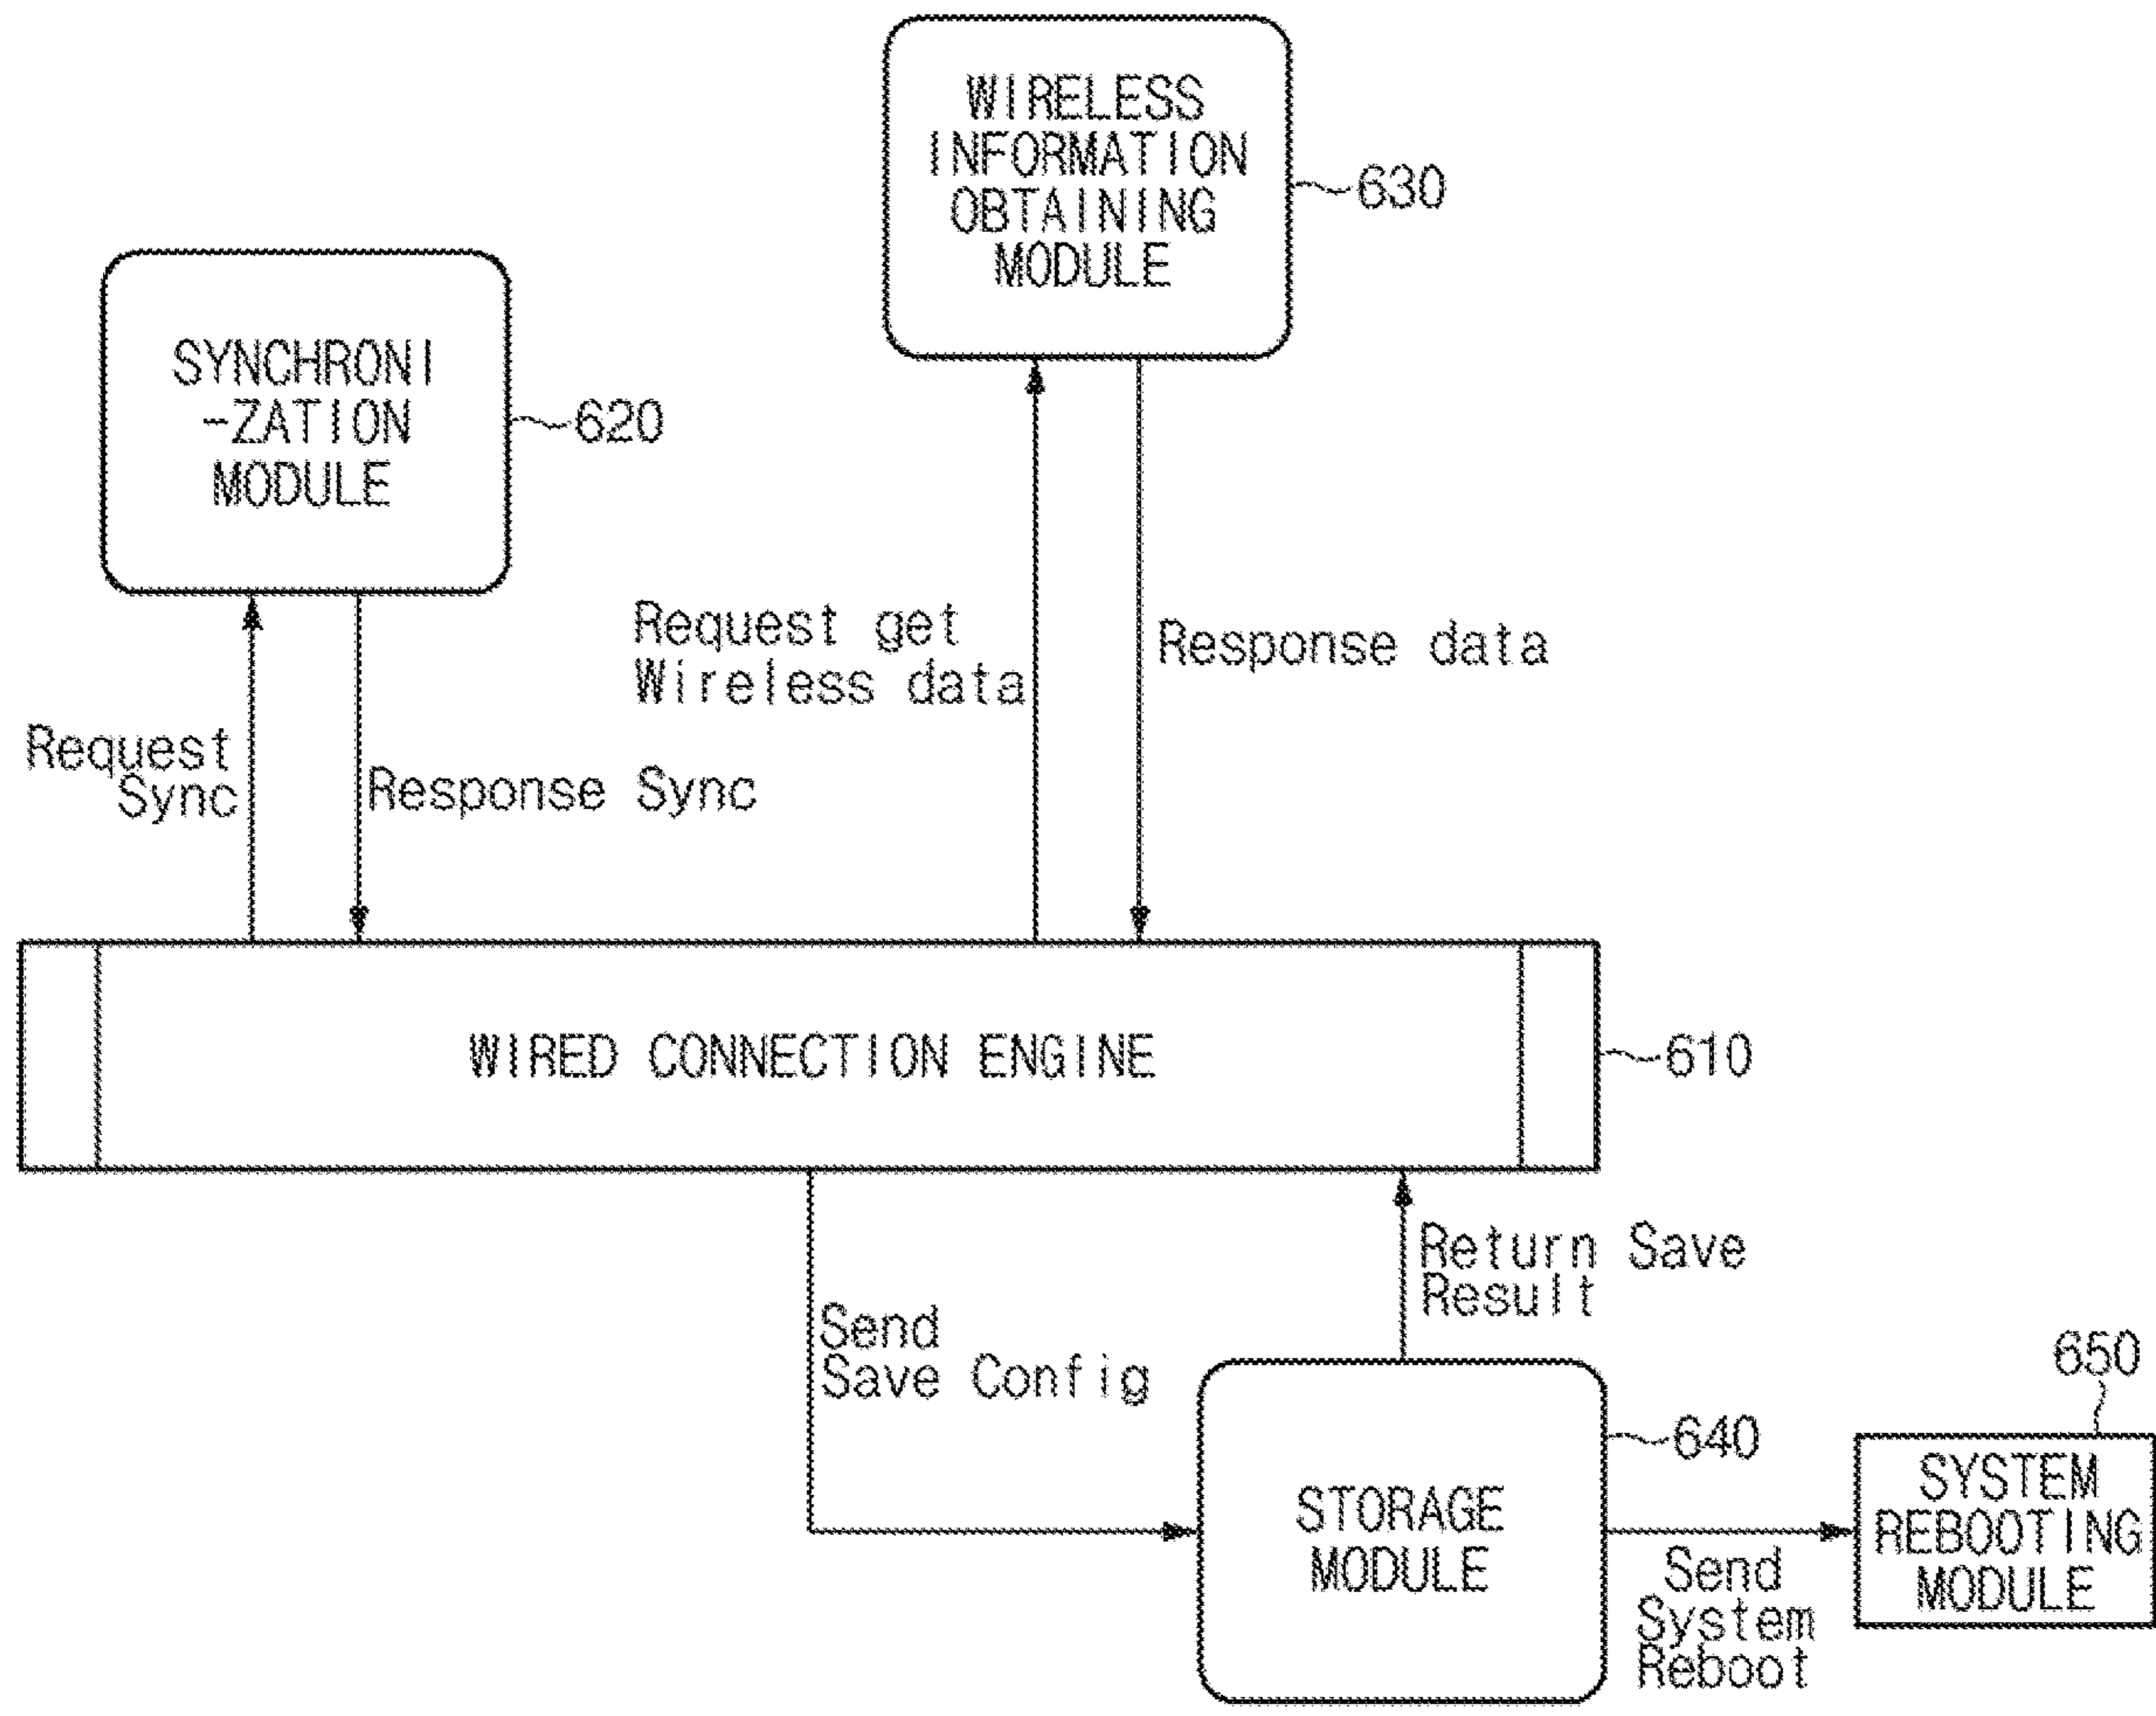 WIRELESS
INFORMATION
OBTAINING
MODULE
630
SYNCHRONI
-ZATION
MODULE
620
Request get
Wireless data
Response data
Request
Sync
Response Sync
WIRED CONNECTION ENGINE
610
Return Save
Result
Send
Save Config
650
640
STORAGE
MODULE
SYSTEM
REBOOTING
MODULE
Send
System
Reboot